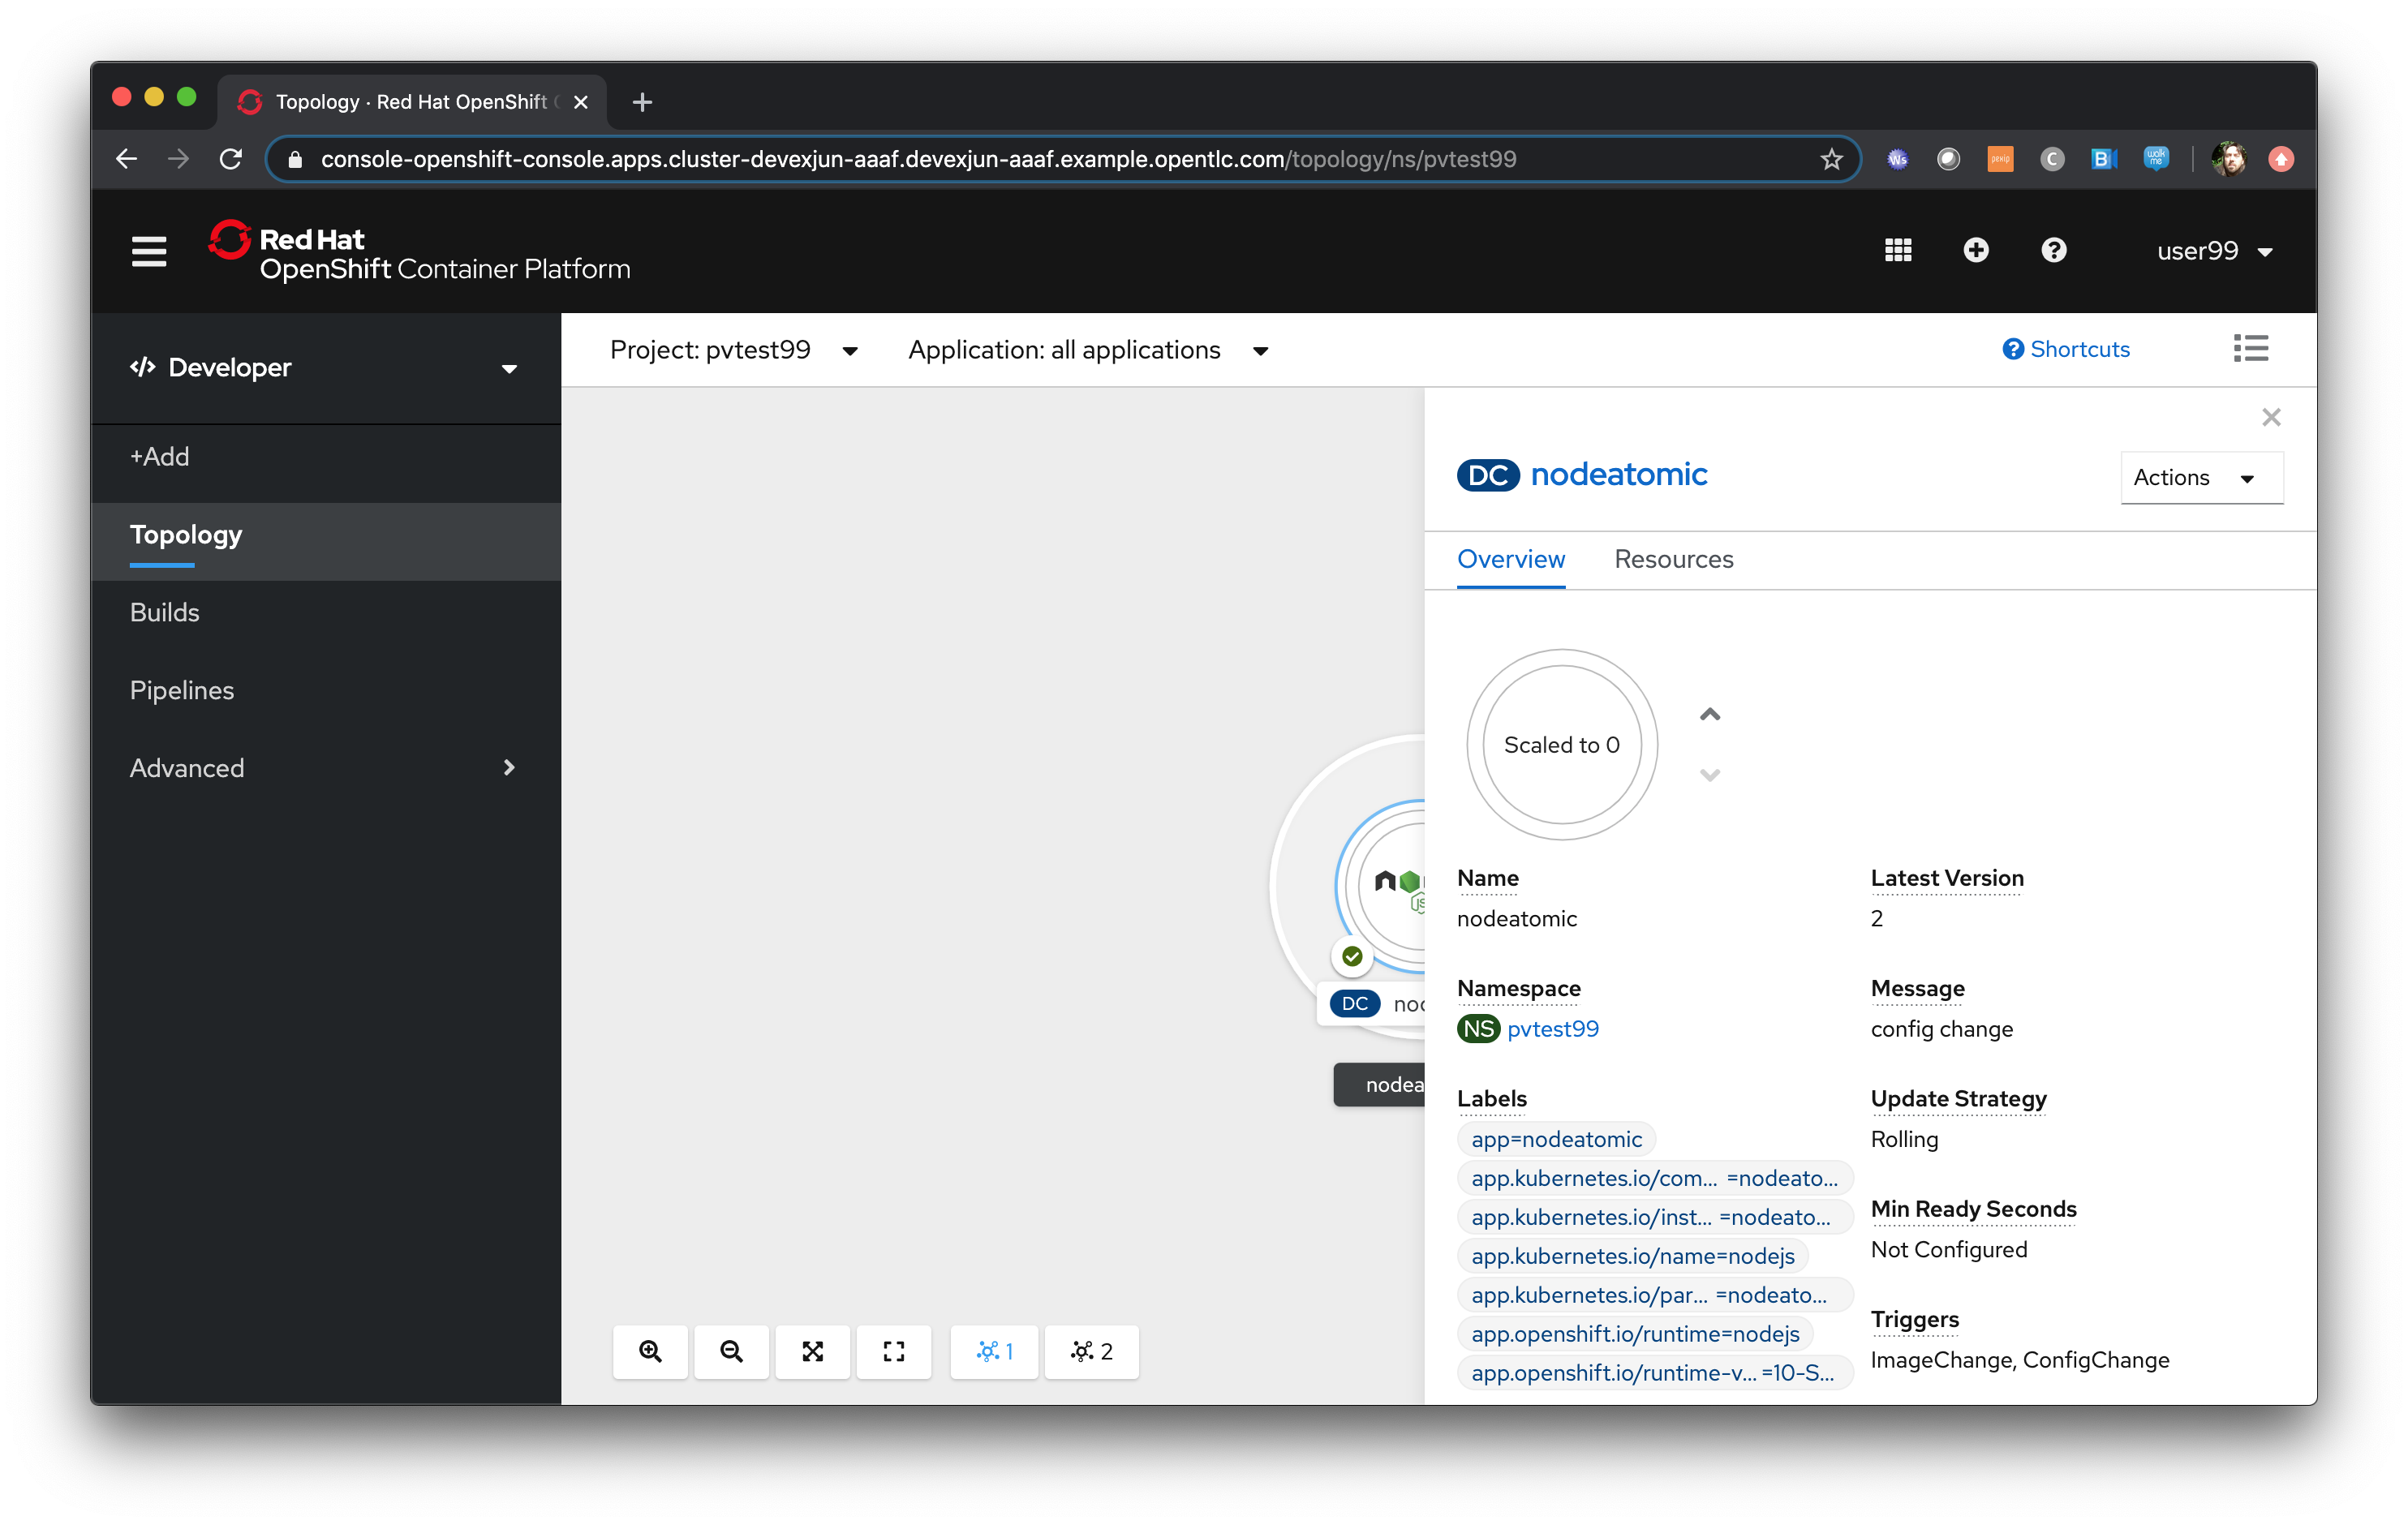 Topology · Red Hat OpenShift
console-openshift-console.apps.cluster-devexjun-aaaf.devexjun-aaaf.example.opentlc.com/topology/ns/pvtest99
Ws
pexip
C
B
walk me
Red Hat
OpenShift Container Platform
user99
Developer
Project: pvtest99
Application: all applications
Shortcuts
+Add
Topology
Builds
Pipelines
Advanced
DC nodeatomic
Actions
Overview
Resources
Scaled to 0
Name
nodeatomic
Latest Version
2
Namespace
NS pvtest99
Message
config change
Labels
app=nodeatomic
app.kubernetes.io/com... =nodeato...
app.kubernetes.io/inst... =nodeato...
app.kubernetes.io/name=nodejs
app.kubernetes.io/par... =nodeato...
app.openshift.io/runtime=nodejs
app.openshift.io/runtime-v... =10-S...
Update Strategy
Rolling
Min Ready Seconds
Not Configured
Triggers
ImageChange, ConfigChange
JS
DC noc
nodea
1
2